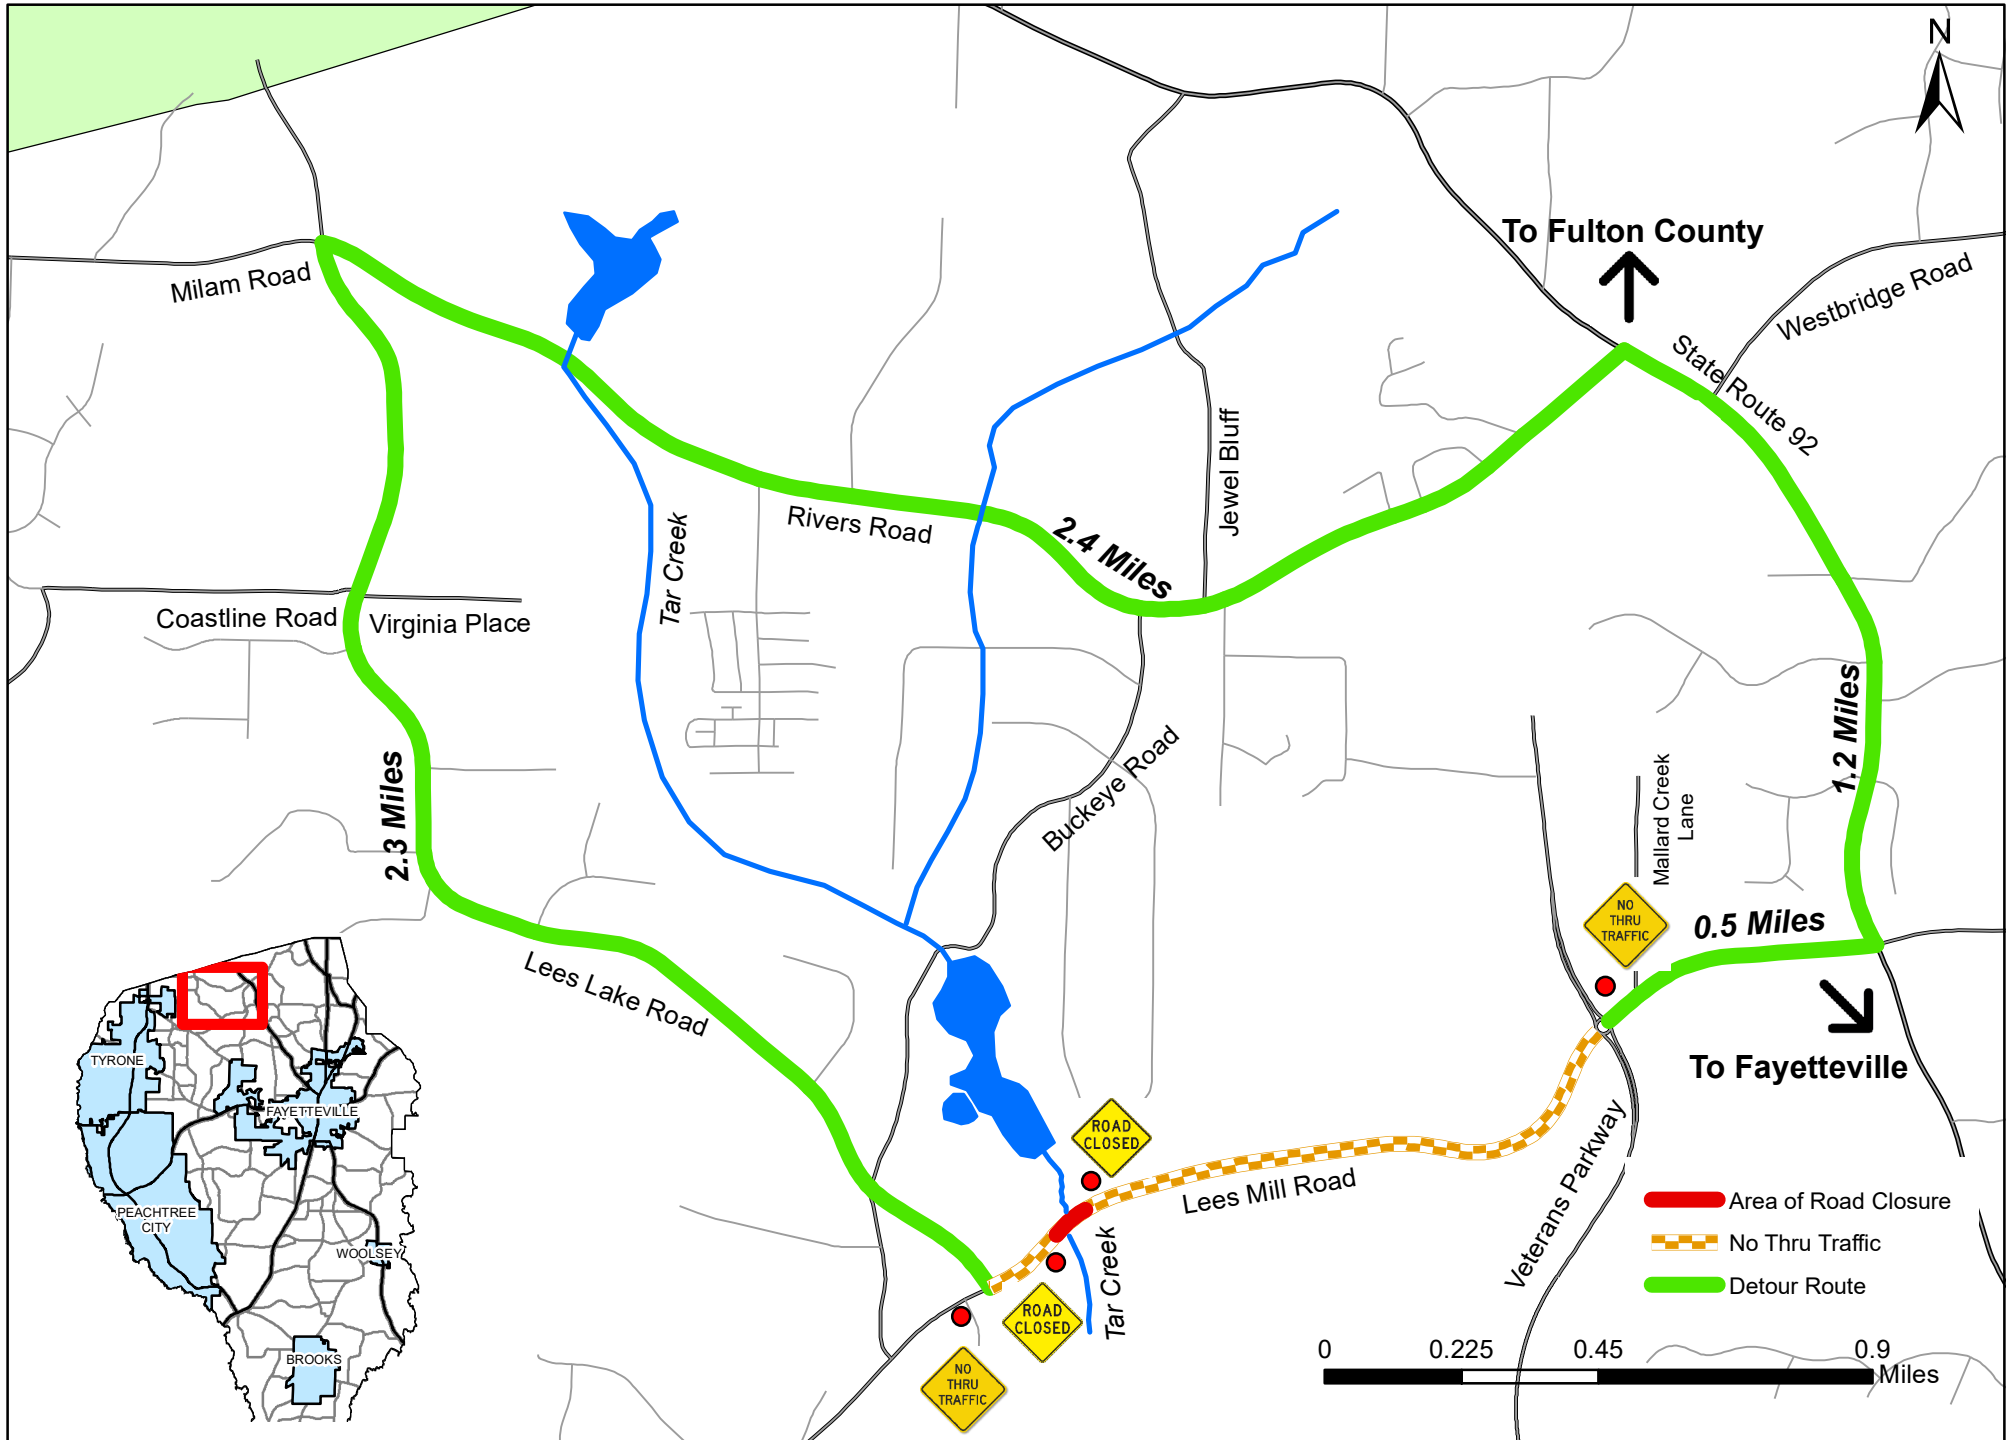 N
To Fulton County
Milam Road
Westbridge Road
State Route 92
Jewel Bluff
Rivers Road
2.4 Miles
Tar Creek
Coastline Road
Virginia Place
1.2 Miles
Buckeye Road
Mallard Creek
Lane
2.3 Miles
NO
THRU
TRAFFIC
0.5 Miles
Lees Lake Road
To Fayetteville
TYRONE
FAYETTEVILLE
PEACHTREE
CITY
WOOLSEY
BROOKS
ROAD
CLOSED
Lees Mill Road
Veterans Parkway
Tar Creek
ROAD
CLOSED
NO
THRU
TRAFFIC
Area of Road Closure
No Thru Traffic
Detour Route
0 0.225 0.45 0.9
Miles